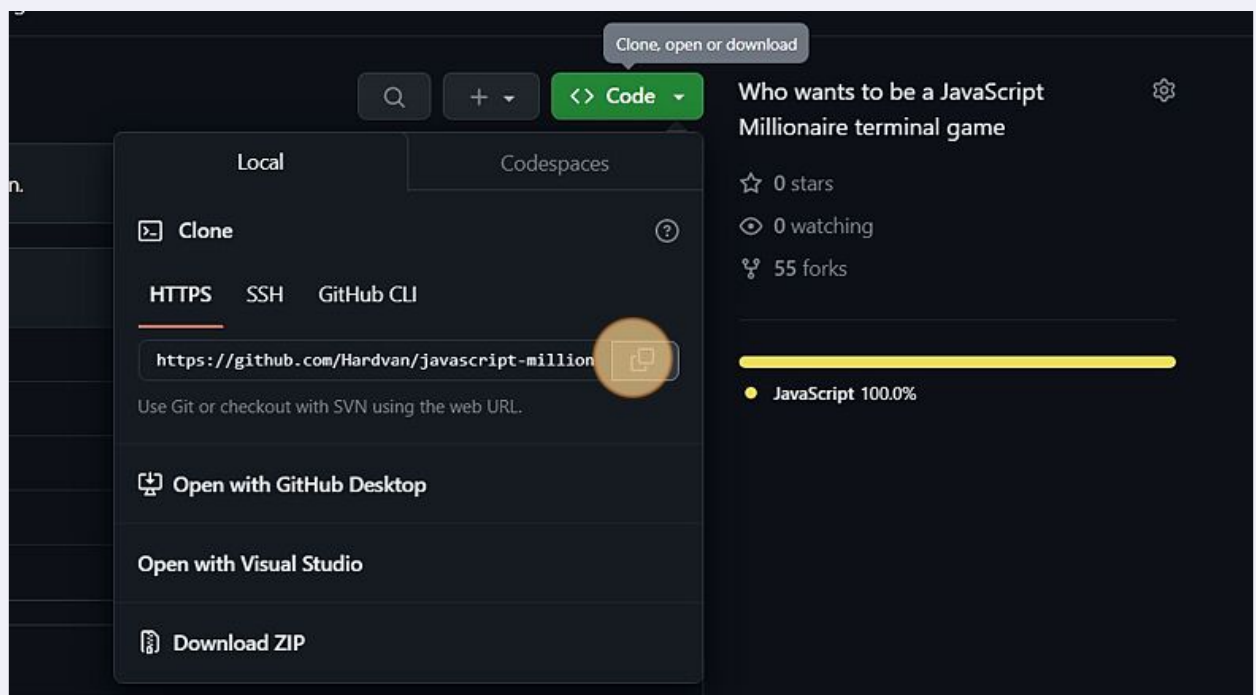 Clone, open or download
<> Code
Who wants to be a JavaScript
Millionaire terminal game
Local
Codespaces
n.
0 stars
Clone
0 watching
55 forks
HTTPS
SSH
GitHub CLI
https://github.com/Hardvan/javascript-million
JavaScript 100.0%
Use Git or checkout with SVN using the web URL.
Open with GitHub Desktop
Open with Visual Studio
Download ZIP